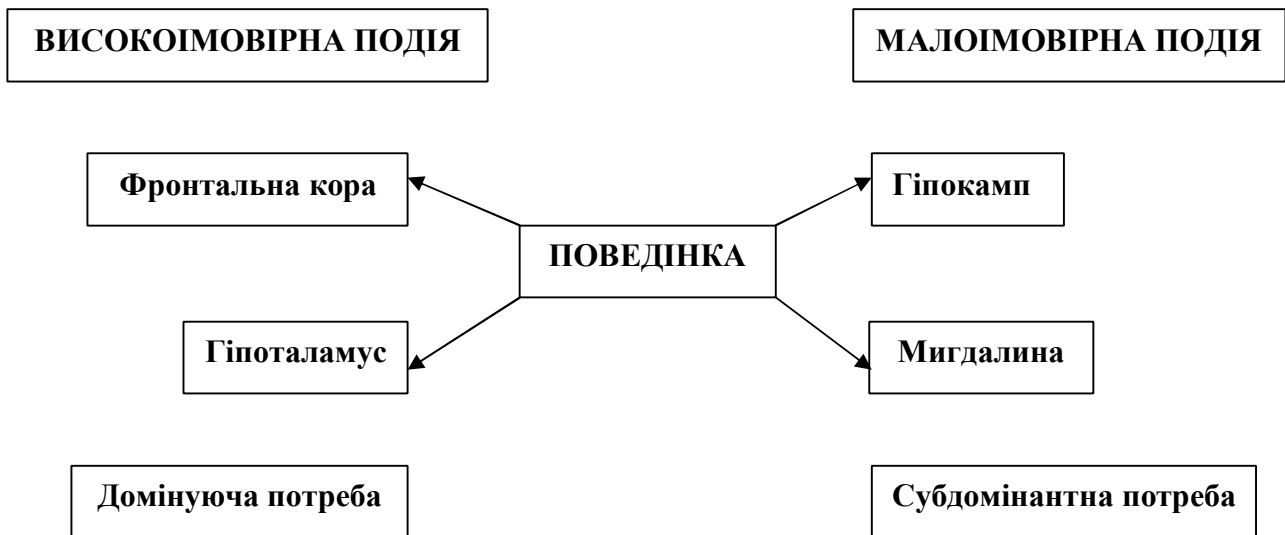 ВИСОКОІМОВІРНА ПОДІЯ
МАЛОІМОВІРНА ПОДІЯ
Фронтальна кора
Гіпокамп
ПОВЕДІНКА
Гіпоталамус
Мигдалина
Домінуюча потреба
Субдомінантна потреба